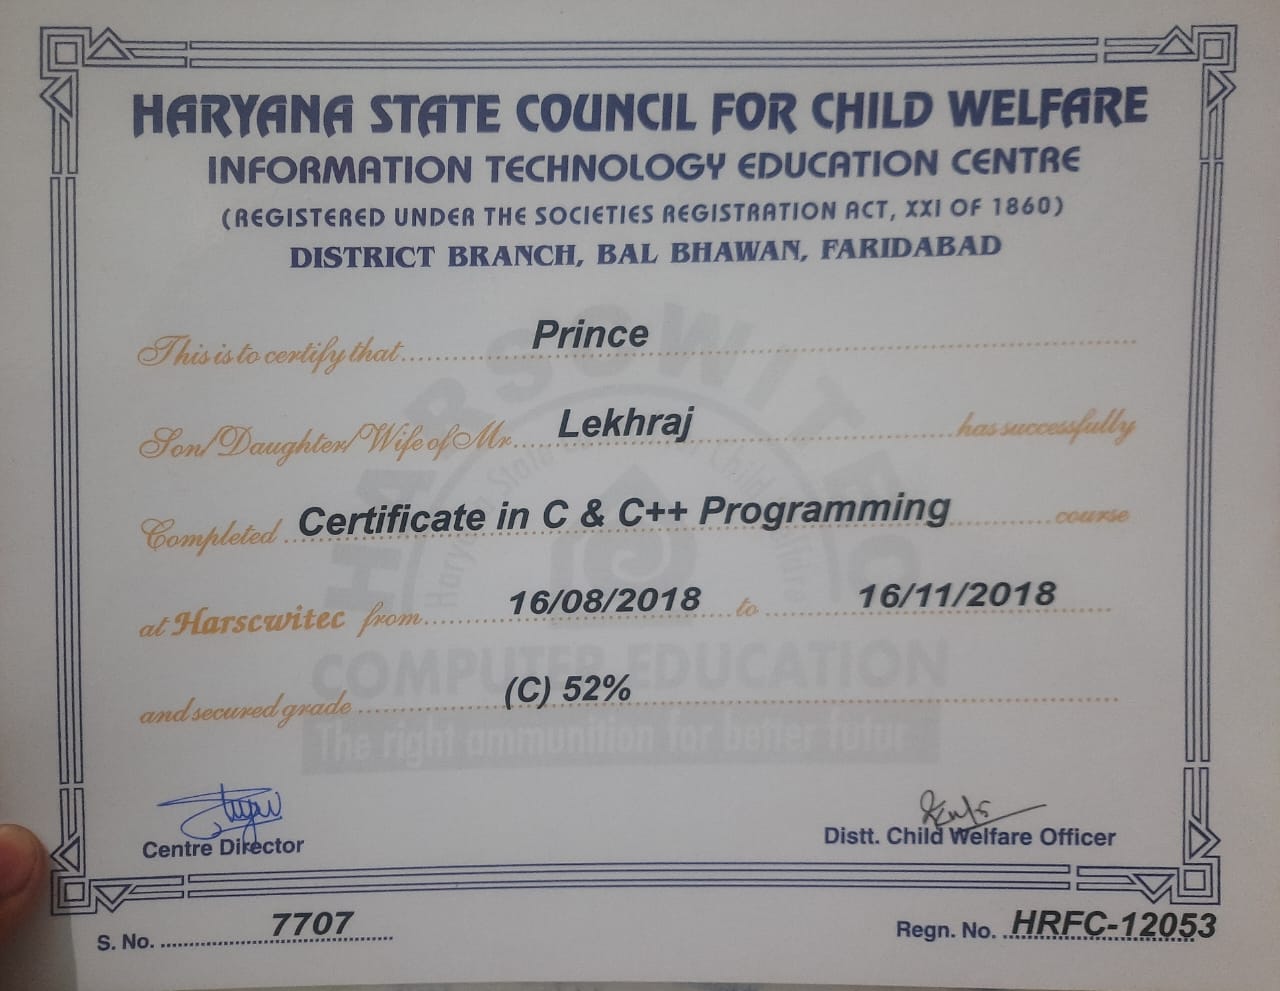 HARYANA STATE COUNCIL FOR CHILD WELFARE
INFORMATION TECHNOLOGY EDUCATION CENTRE
(REGISTERED UNDER THE SOCIETIES REGISTRATION ACT, XXI OF 1860)
DISTRICT BRANCH, BAL BHAWAN, FARIDABAD
This is to certify that Prince
Son/Daughter/Wife of Mr. Lekhraj has successfully
Completed Certificate in C & C++ Programming course
at Harscwitec from 16/08/2018 to 16/11/2018
and secured grade (C) 52%
HARSCWITEC
Haryana State Child Welfare
COMPUTER EDUCATION
The right ammunition for better futur
Centre Director
Distt. Child Welfare Officer
S. No. 7707
Regn. No. HRFC-12053